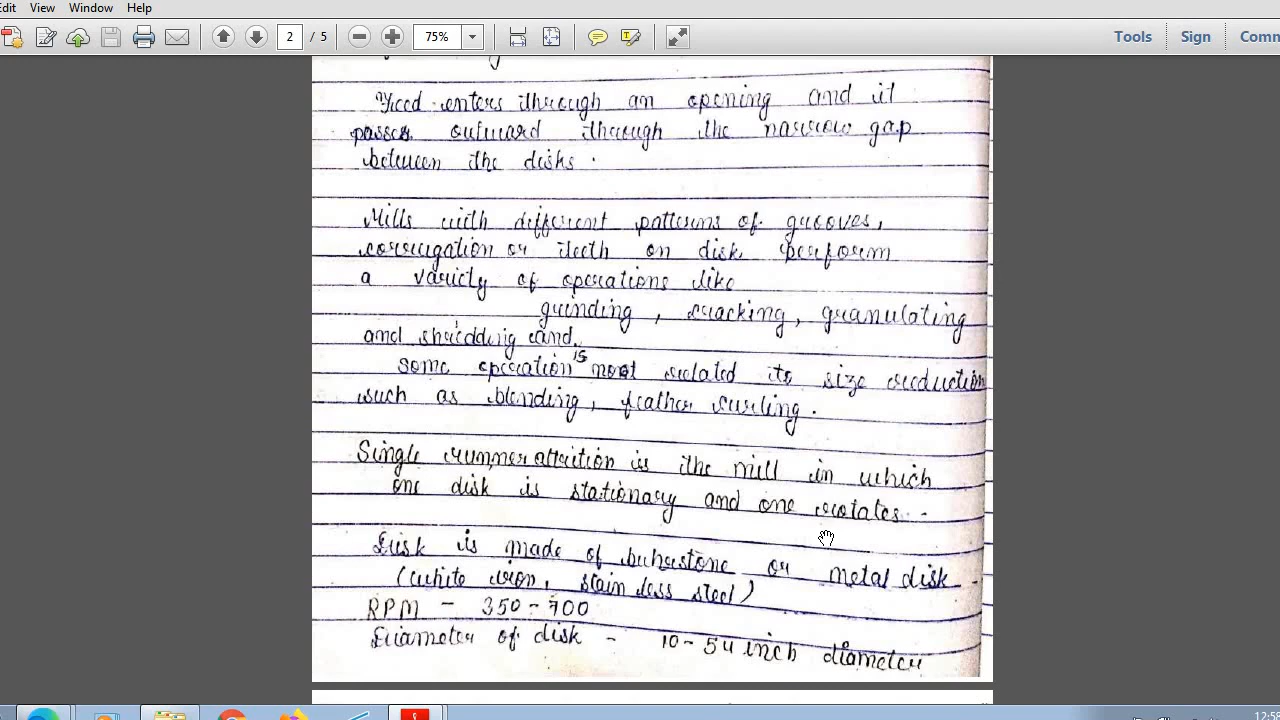 Edit View Window Help
2 / 5 75% Tools Sign Comm
Feed enters through an opening and it
passes outward through the narrow gap
between the disks.
Mills with different patterns of grooves,
corrugation or teeth on disk perform
a variety of operations like
grinding, cracking, granulating
and shredding and.
some operation is not related to size reduction
such as blending, feather curling.
Single runner attrition is the mill in which
one disk is stationary and one rotates.
Disk is made of buhrstone or metal disk
(white iron, stainless steel)
RPM - 350-700
Diameter of disk - 10-54 inch diameter